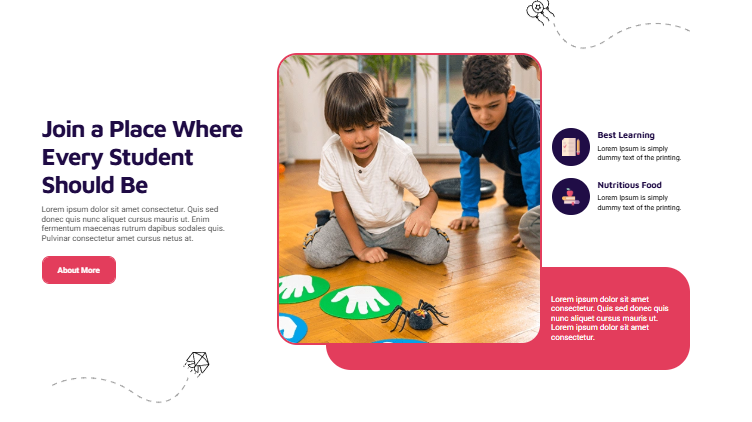 Join a Place Where
Every Student
Should Be
Lorem ipsum dolor sit amet consectetur. Quis sed
donec quis nunc aliquet cursus mauris ut. Enim
fermentum maecenas rutrum dapibus sodales quis.
Pulvinar consectetur amet cursus netus at.
About More
Best Learning
Lorem Ipsum is simply
dummy text of the printing.
Nutritious Food
Lorem Ipsum is simply
dummy text of the printing.
Lorem ipsum dolor sit amet
consectetur. Quis sed donec quis
nunc aliquet cursus mauris ut.
Lorem ipsum dolor sit amet
consectetur.